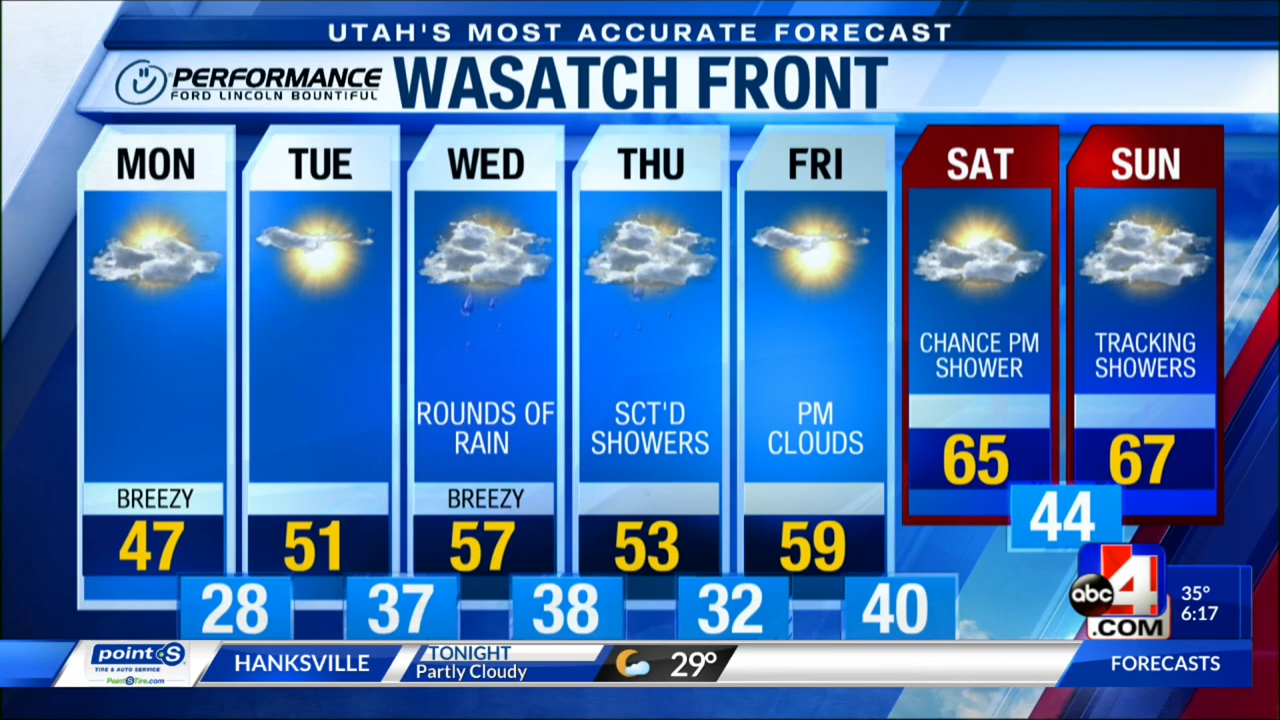 UTAH'S MOST ACCURATE FORECAST
PERFORMANCE
FORD LINCOLN BOUNTIFUL
WASATCH FRONT
MON
TUE
WED
THU
FRI
SAT
SUN
CHANCE PM
SHOWER
TRACKING
SHOWERS
ROUNDS OF
RAIN
SCT'D
SHOWERS
PM
CLOUDS
BREEZY
BREEZY
65
67
47
51
57
53
59
44
28
37
38
32
40
abc
4
.COM
35°
6:17
point S
TIRE & AUTO SERVICE
PointSTire.com
HANKSVILLE
TONIGHT
Partly Cloudy
29°
FORECASTS